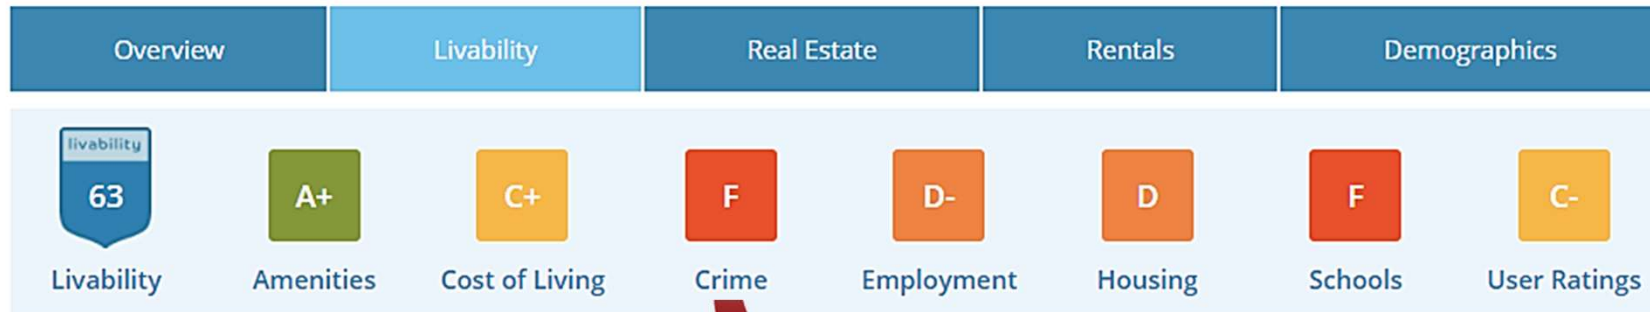 Overview Livability Real Estate Rentals Demographics
livability
63 A+ C+ F D- D F C-
Livability Amenities Cost of Living Crime Employment Housing Schools User Ratings